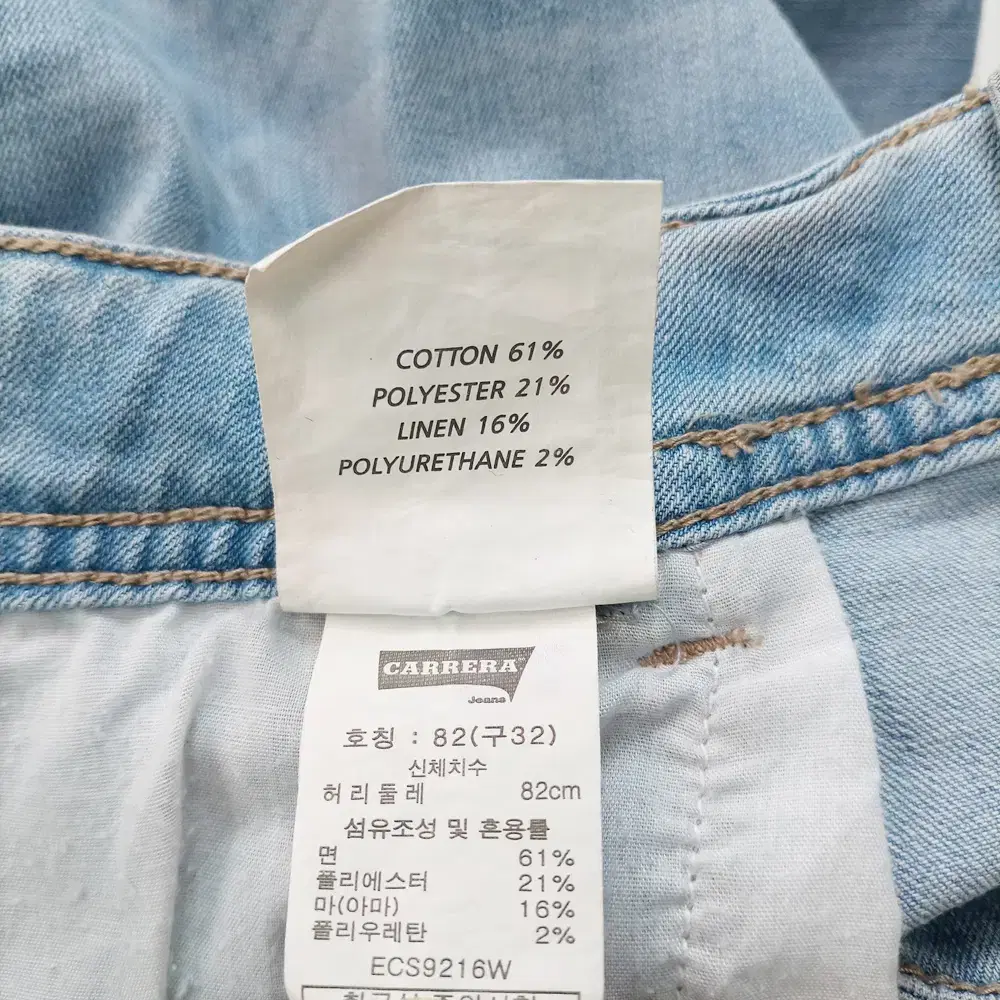 COTTON 61%
POLYESTER 21%
LINEN 16%
POLYURETHANE 2%
CARRERA
Jeans
호칭 : 82(구32)
신체치수
허리둘레 82cm
섬유조성 및 혼용률
면 61%
폴리에스터 21%
마(아마) 16%
폴리우레탄 2%
ECS9216W